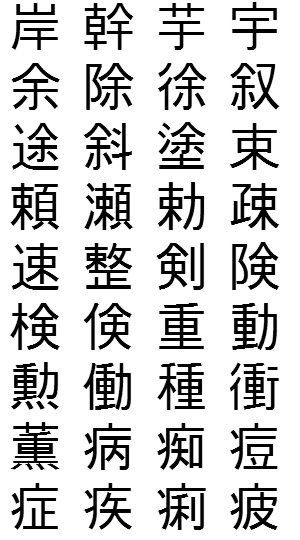 岸 幹 芋 宇
余 除 徐 叙
途 斜 塗 束
頼 瀬 勅 疎
速 整 剣 険
検 倹 重 動
勲 働 種 衝
薫 病 痴 痘
症 疾 痢 疲